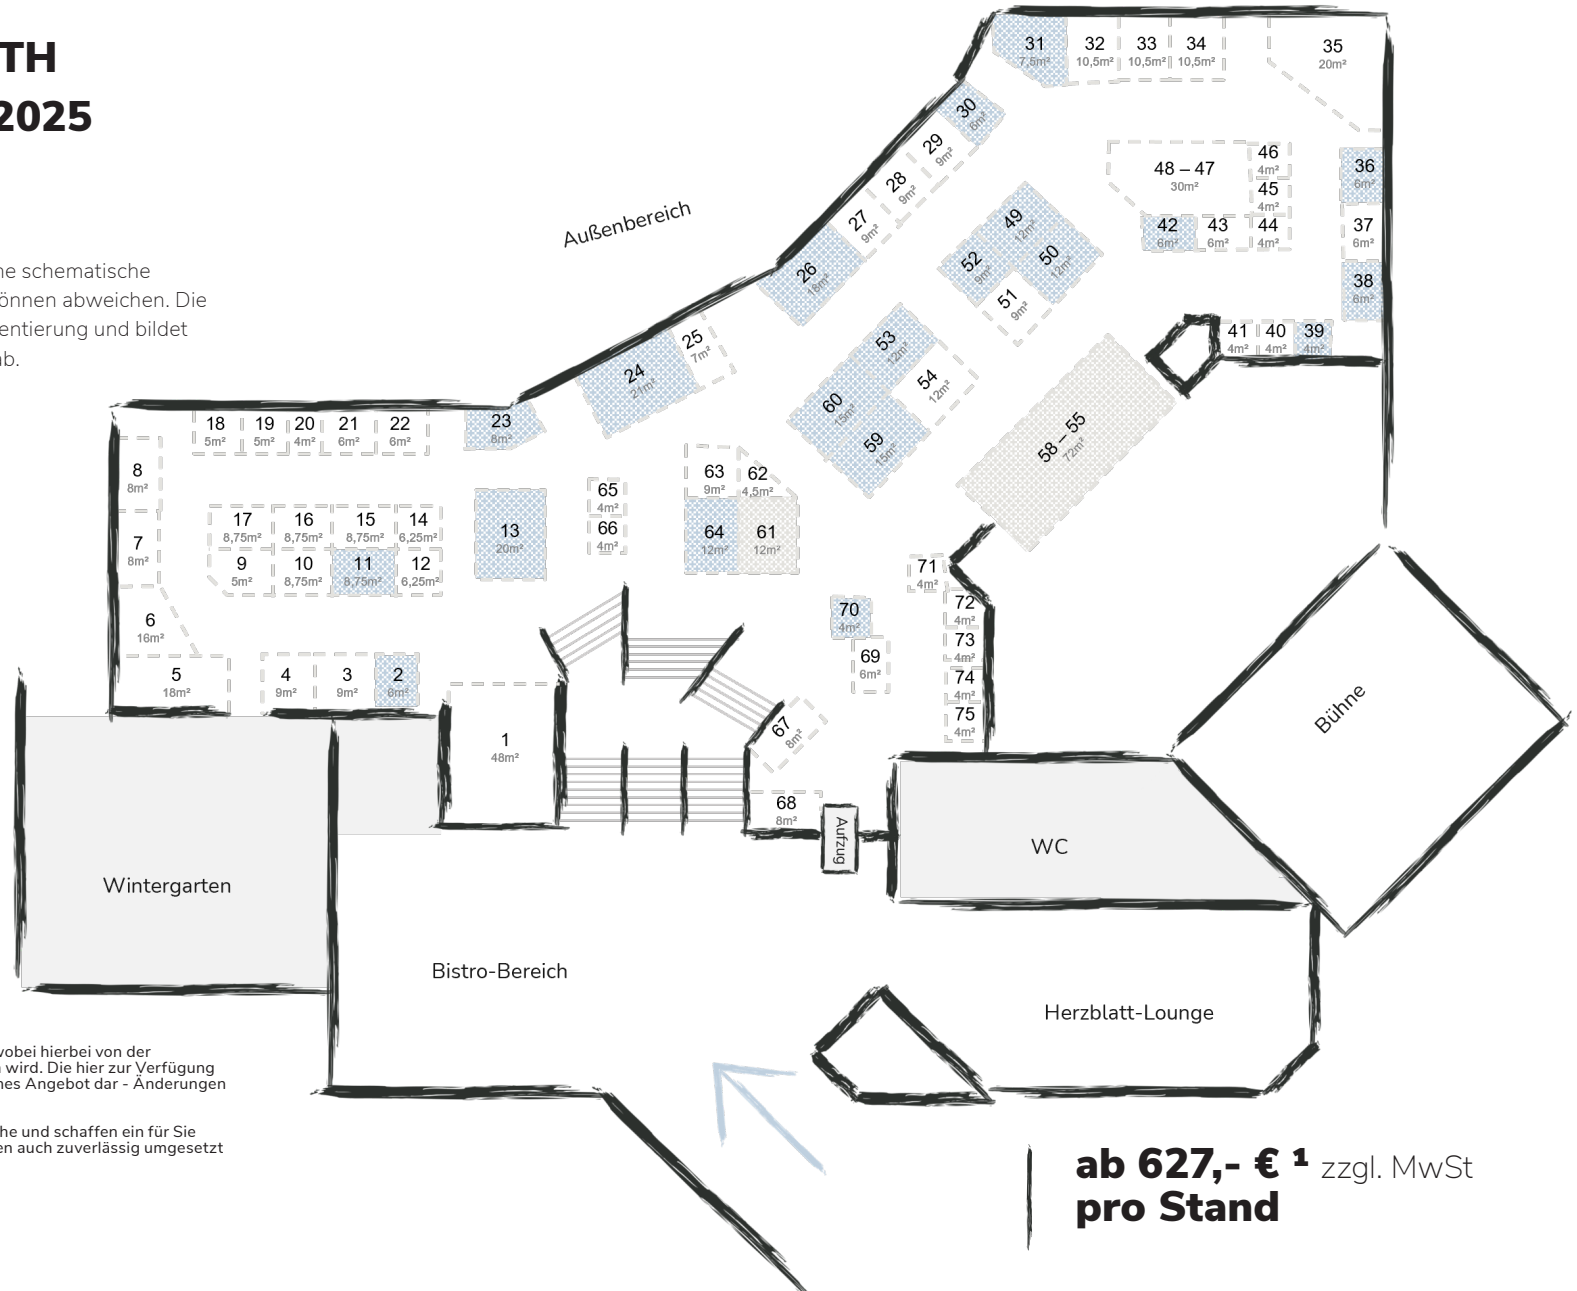 TH
2025
ne schematische
önnen abweichen. Die
entierung und bildet
ab.
Außenbereich
31
7,5m²
32
10,5m²
33
10,5m²
34
10,5m²
35
20m²
30
6m²
29
9m²
28
9m²
27
9m²
26
18m²
48 – 47
30m²
46
4m²
45
4m²
44
4m²
43
6m²
42
6m²
36
6m²
37
6m²
38
6m²
41
4m²
40
4m²
39
4m²
49
12m²
50
12m²
52
9m²
51
9m²
53
12m²
54
12m²
60
15m²
59
15m²
58 – 55
72m²
25
7m²
24
21m²
23
8m²
18
5m²
19
5m²
20
4m²
21
6m²
22
6m²
8
8m²
7
8m²
6
16m²
5
18m²
17
8,75m²
16
8,75m²
15
8,75m²
14
6,25m²
9
5m²
10
8,75m²
11
8,75m²
12
6,25m²
13
20m²
65
4m²
66
4m²
63
9m²
62
4,5m²
64
12m²
61
12m²
4
9m²
3
9m²
2
6m²
1
48m²
71
4m²
72
4m²
73
4m²
74
4m²
75
4m²
70
4m²
69
6m²
67
8m²
68
8m²
Aufzug
WC
Bühne
Wintergarten
Bistro-Bereich
Herzblatt-Lounge
wobei hierbei von der
n wird. Die hier zur Verfügung
hes Angebot dar - Änderungen
che und schaffen ein für Sie
en auch zuverlässig umgesetzt
ab 627,- € ¹ zzgl. MwSt
pro Stand